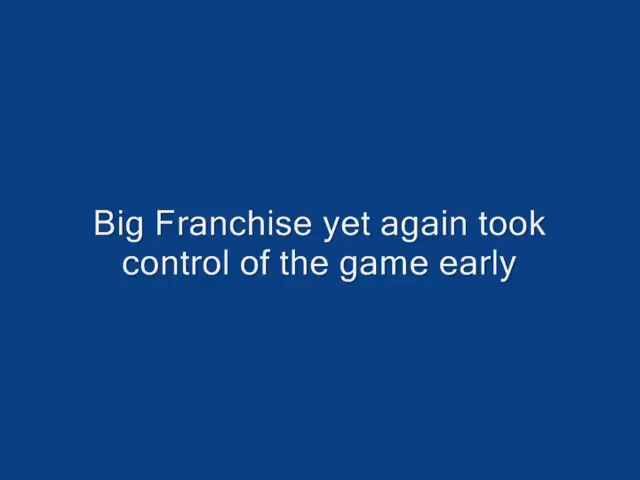 Big Franchise yet again took
control of the game early